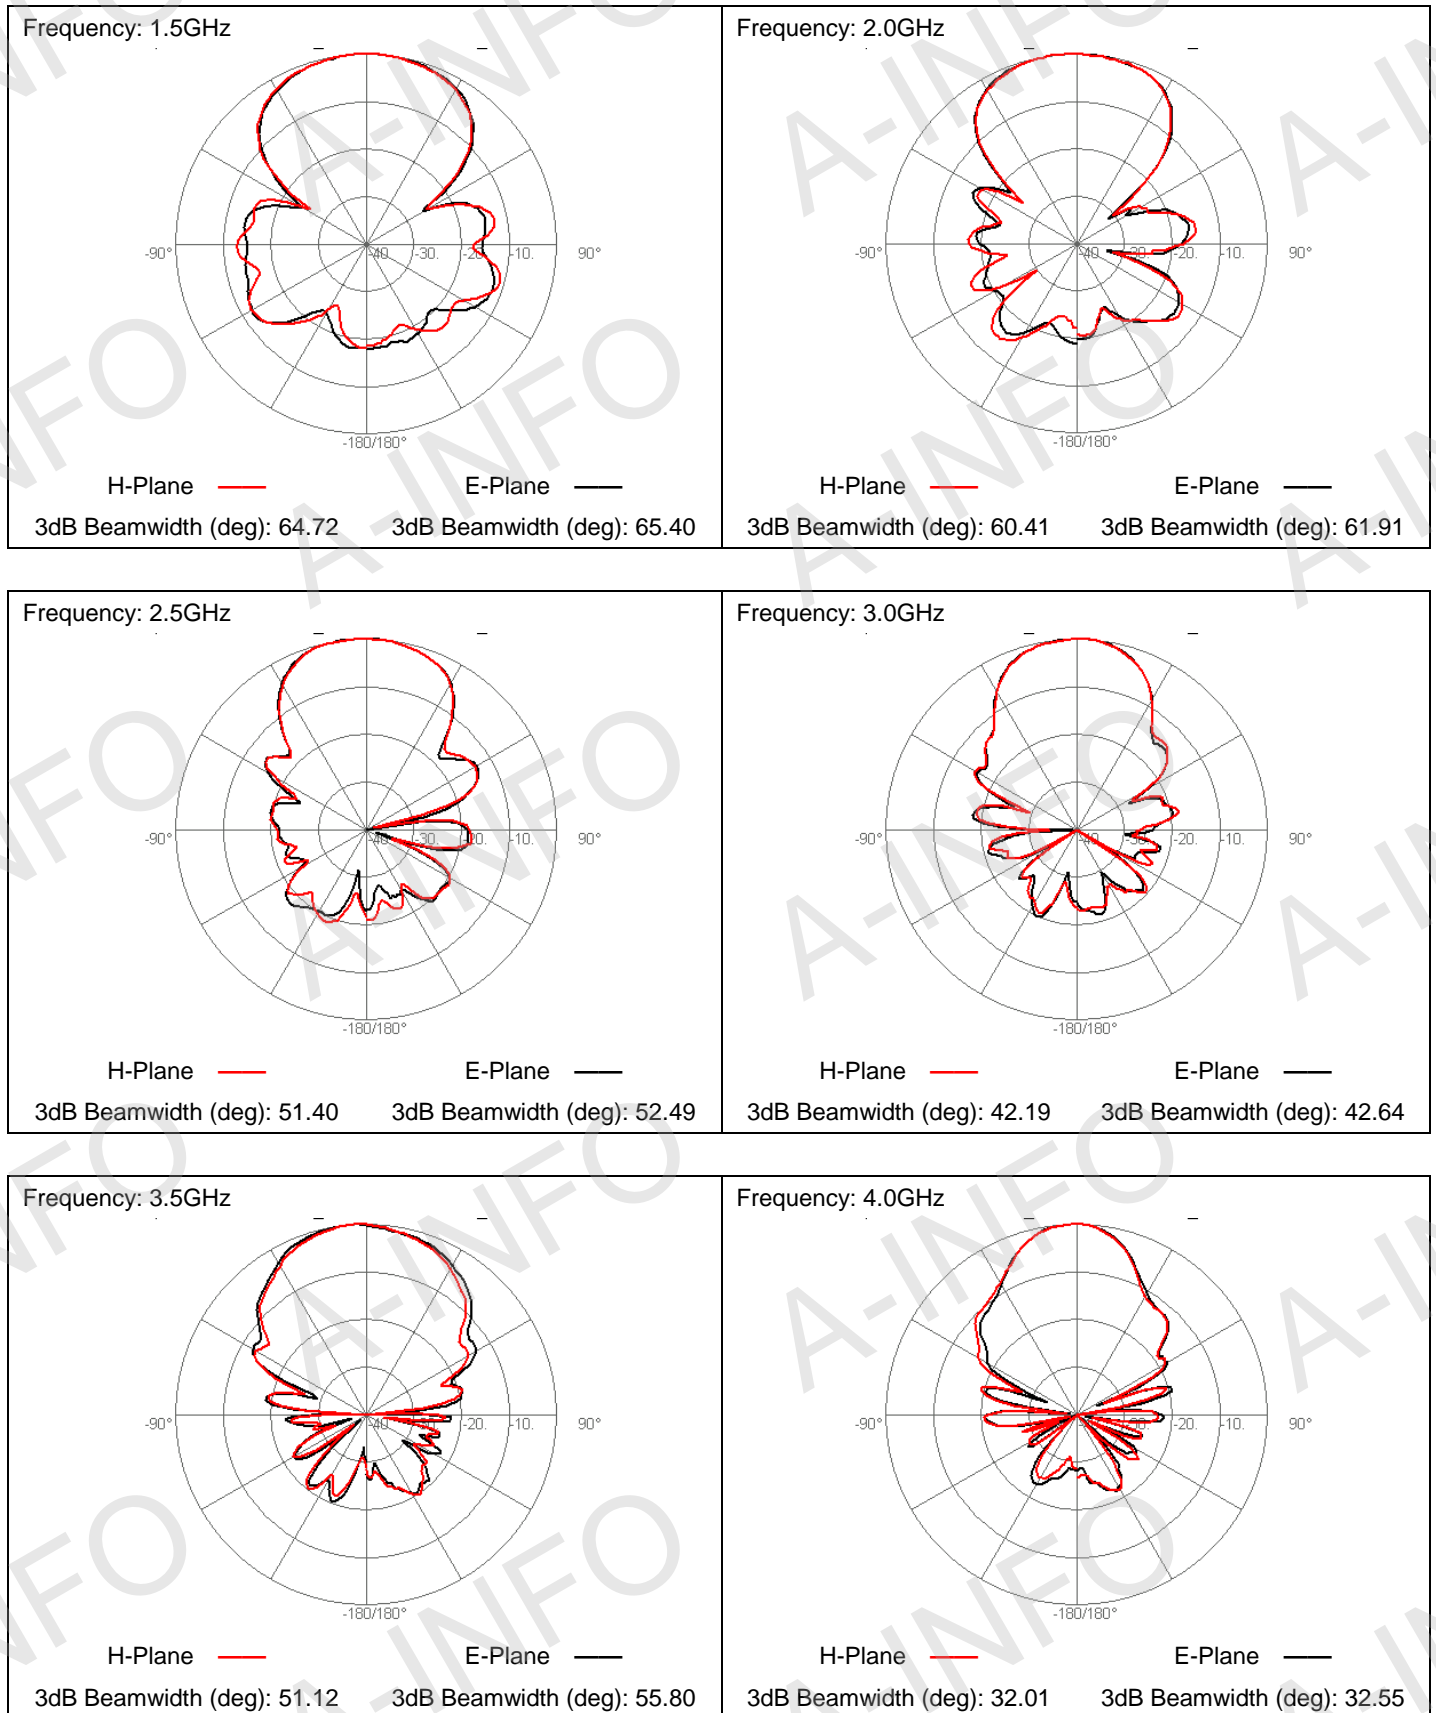 Frequency: 1.5GHz
-90°
-40
-30.
-20.
-10.
90°
-180/180°
H-Plane
E-Plane
3dB Beamwidth (deg): 64.72
3dB Beamwidth (deg): 65.40
Frequency: 2.0GHz
-90°
-40
-30.
-20.
-10.
90°
-180/180°
H-Plane
E-Plane
3dB Beamwidth (deg): 60.41
3dB Beamwidth (deg): 61.91
Frequency: 2.5GHz
-90°
-40
-30.
-20.
-10.
90°
-180/180°
H-Plane
E-Plane
3dB Beamwidth (deg): 51.40
3dB Beamwidth (deg): 52.49
Frequency: 3.0GHz
-90°
-40
-30.
-20.
-10.
90°
-180/180°
H-Plane
E-Plane
3dB Beamwidth (deg): 42.19
3dB Beamwidth (deg): 42.64
Frequency: 3.5GHz
-90°
-40
-30.
-20.
-10.
90°
-180/180°
H-Plane
E-Plane
3dB Beamwidth (deg): 51.12
3dB Beamwidth (deg): 55.80
Frequency: 4.0GHz
-90°
-40
-30.
-20.
-10.
90°
-180/180°
H-Plane
E-Plane
3dB Beamwidth (deg): 32.01
3dB Beamwidth (deg): 32.55
A-INFO